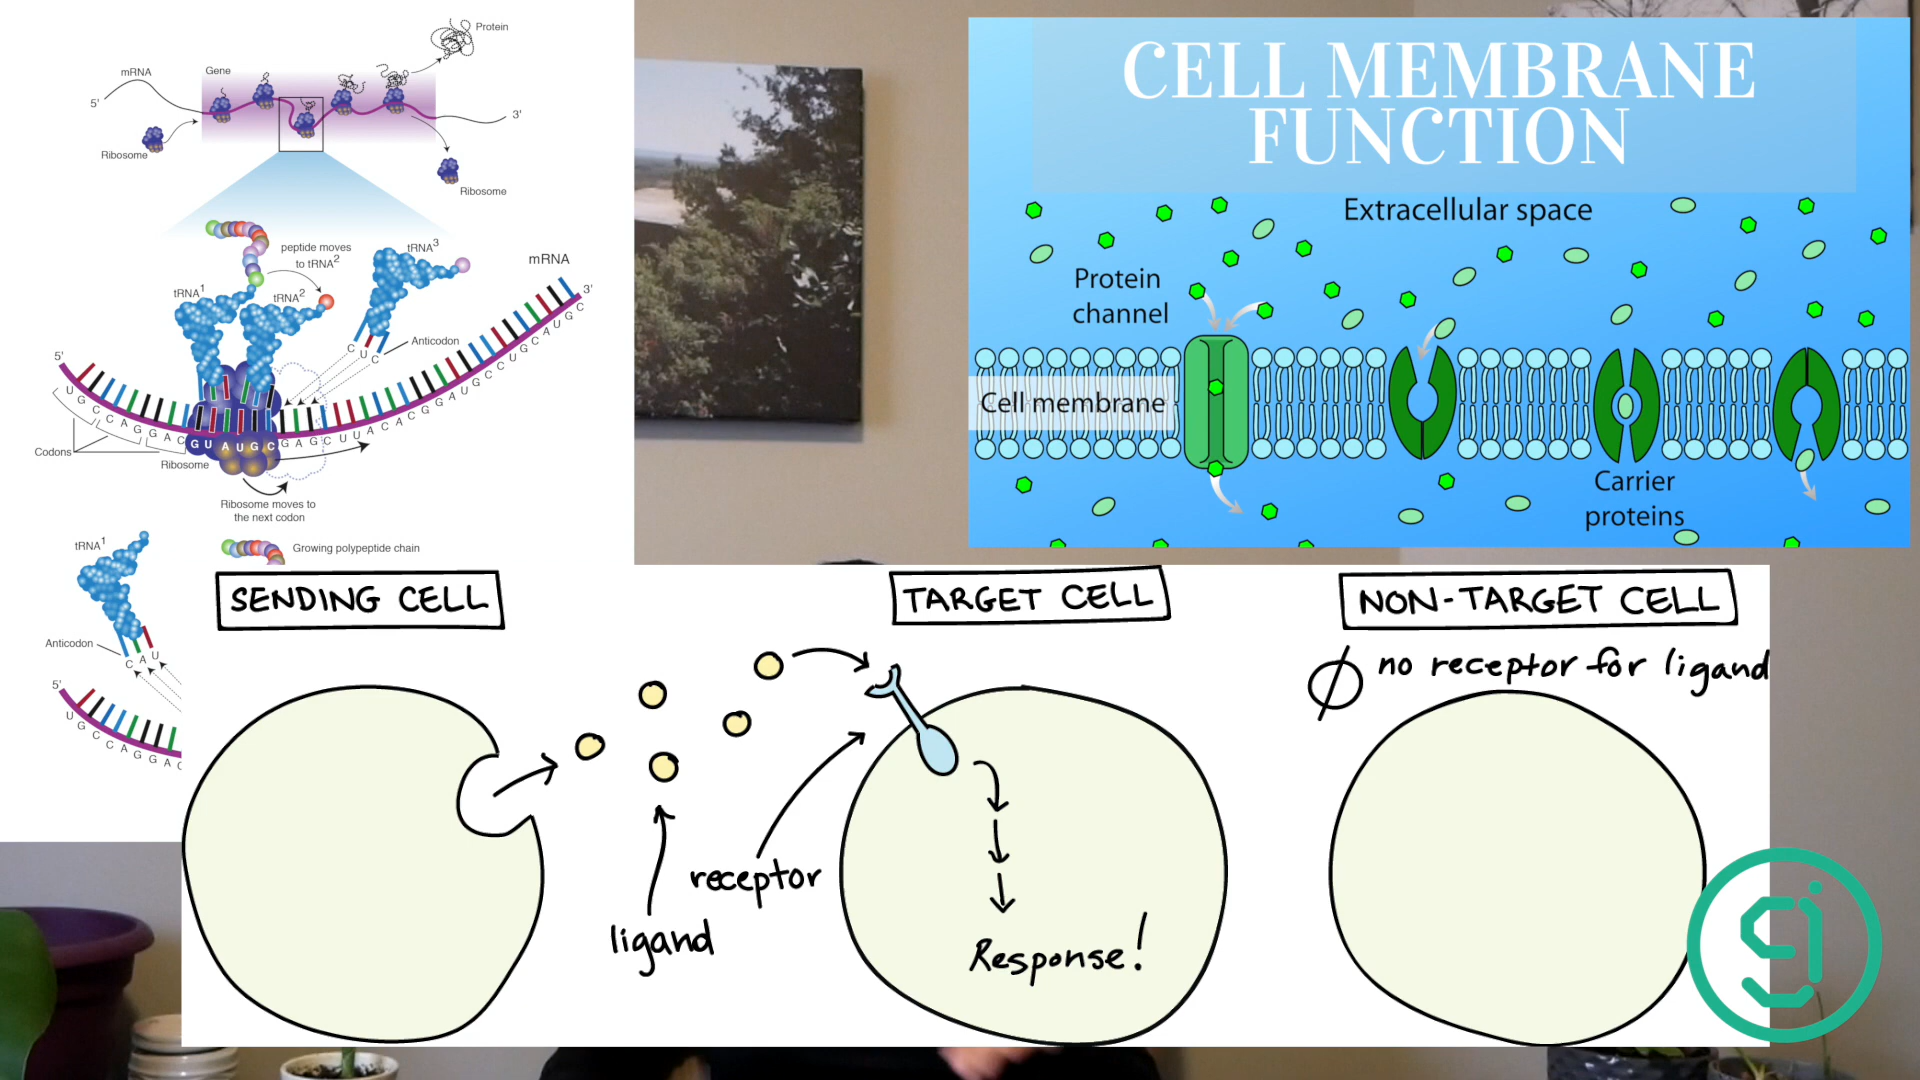 Protein
mRNA
Gene
5'
3'
Ribosome
Ribosome
tRNA3
peptide moves
to tRNA2
mRNA
tRNA1
tRNA2
3'
Anticodon
C U C
5'
U G C C A G G A C G U A U G C G A G C U U A C A C G G A U G C C U G C A U G C
Codons
Ribosome
Ribosome moves to
the next codon
tRNA1
Growing polypeptide chain
Anticodon
C A U
5'
U G C C A G G A C
CELL MEMBRANE
FUNCTION
Extracellular space
Protein
channel
Cell membrane
Carrier
proteins
SENDING CELL
TARGET CELL
NON-TARGET CELL
Ø no receptor for ligand
receptor
ligand
Response!
gi